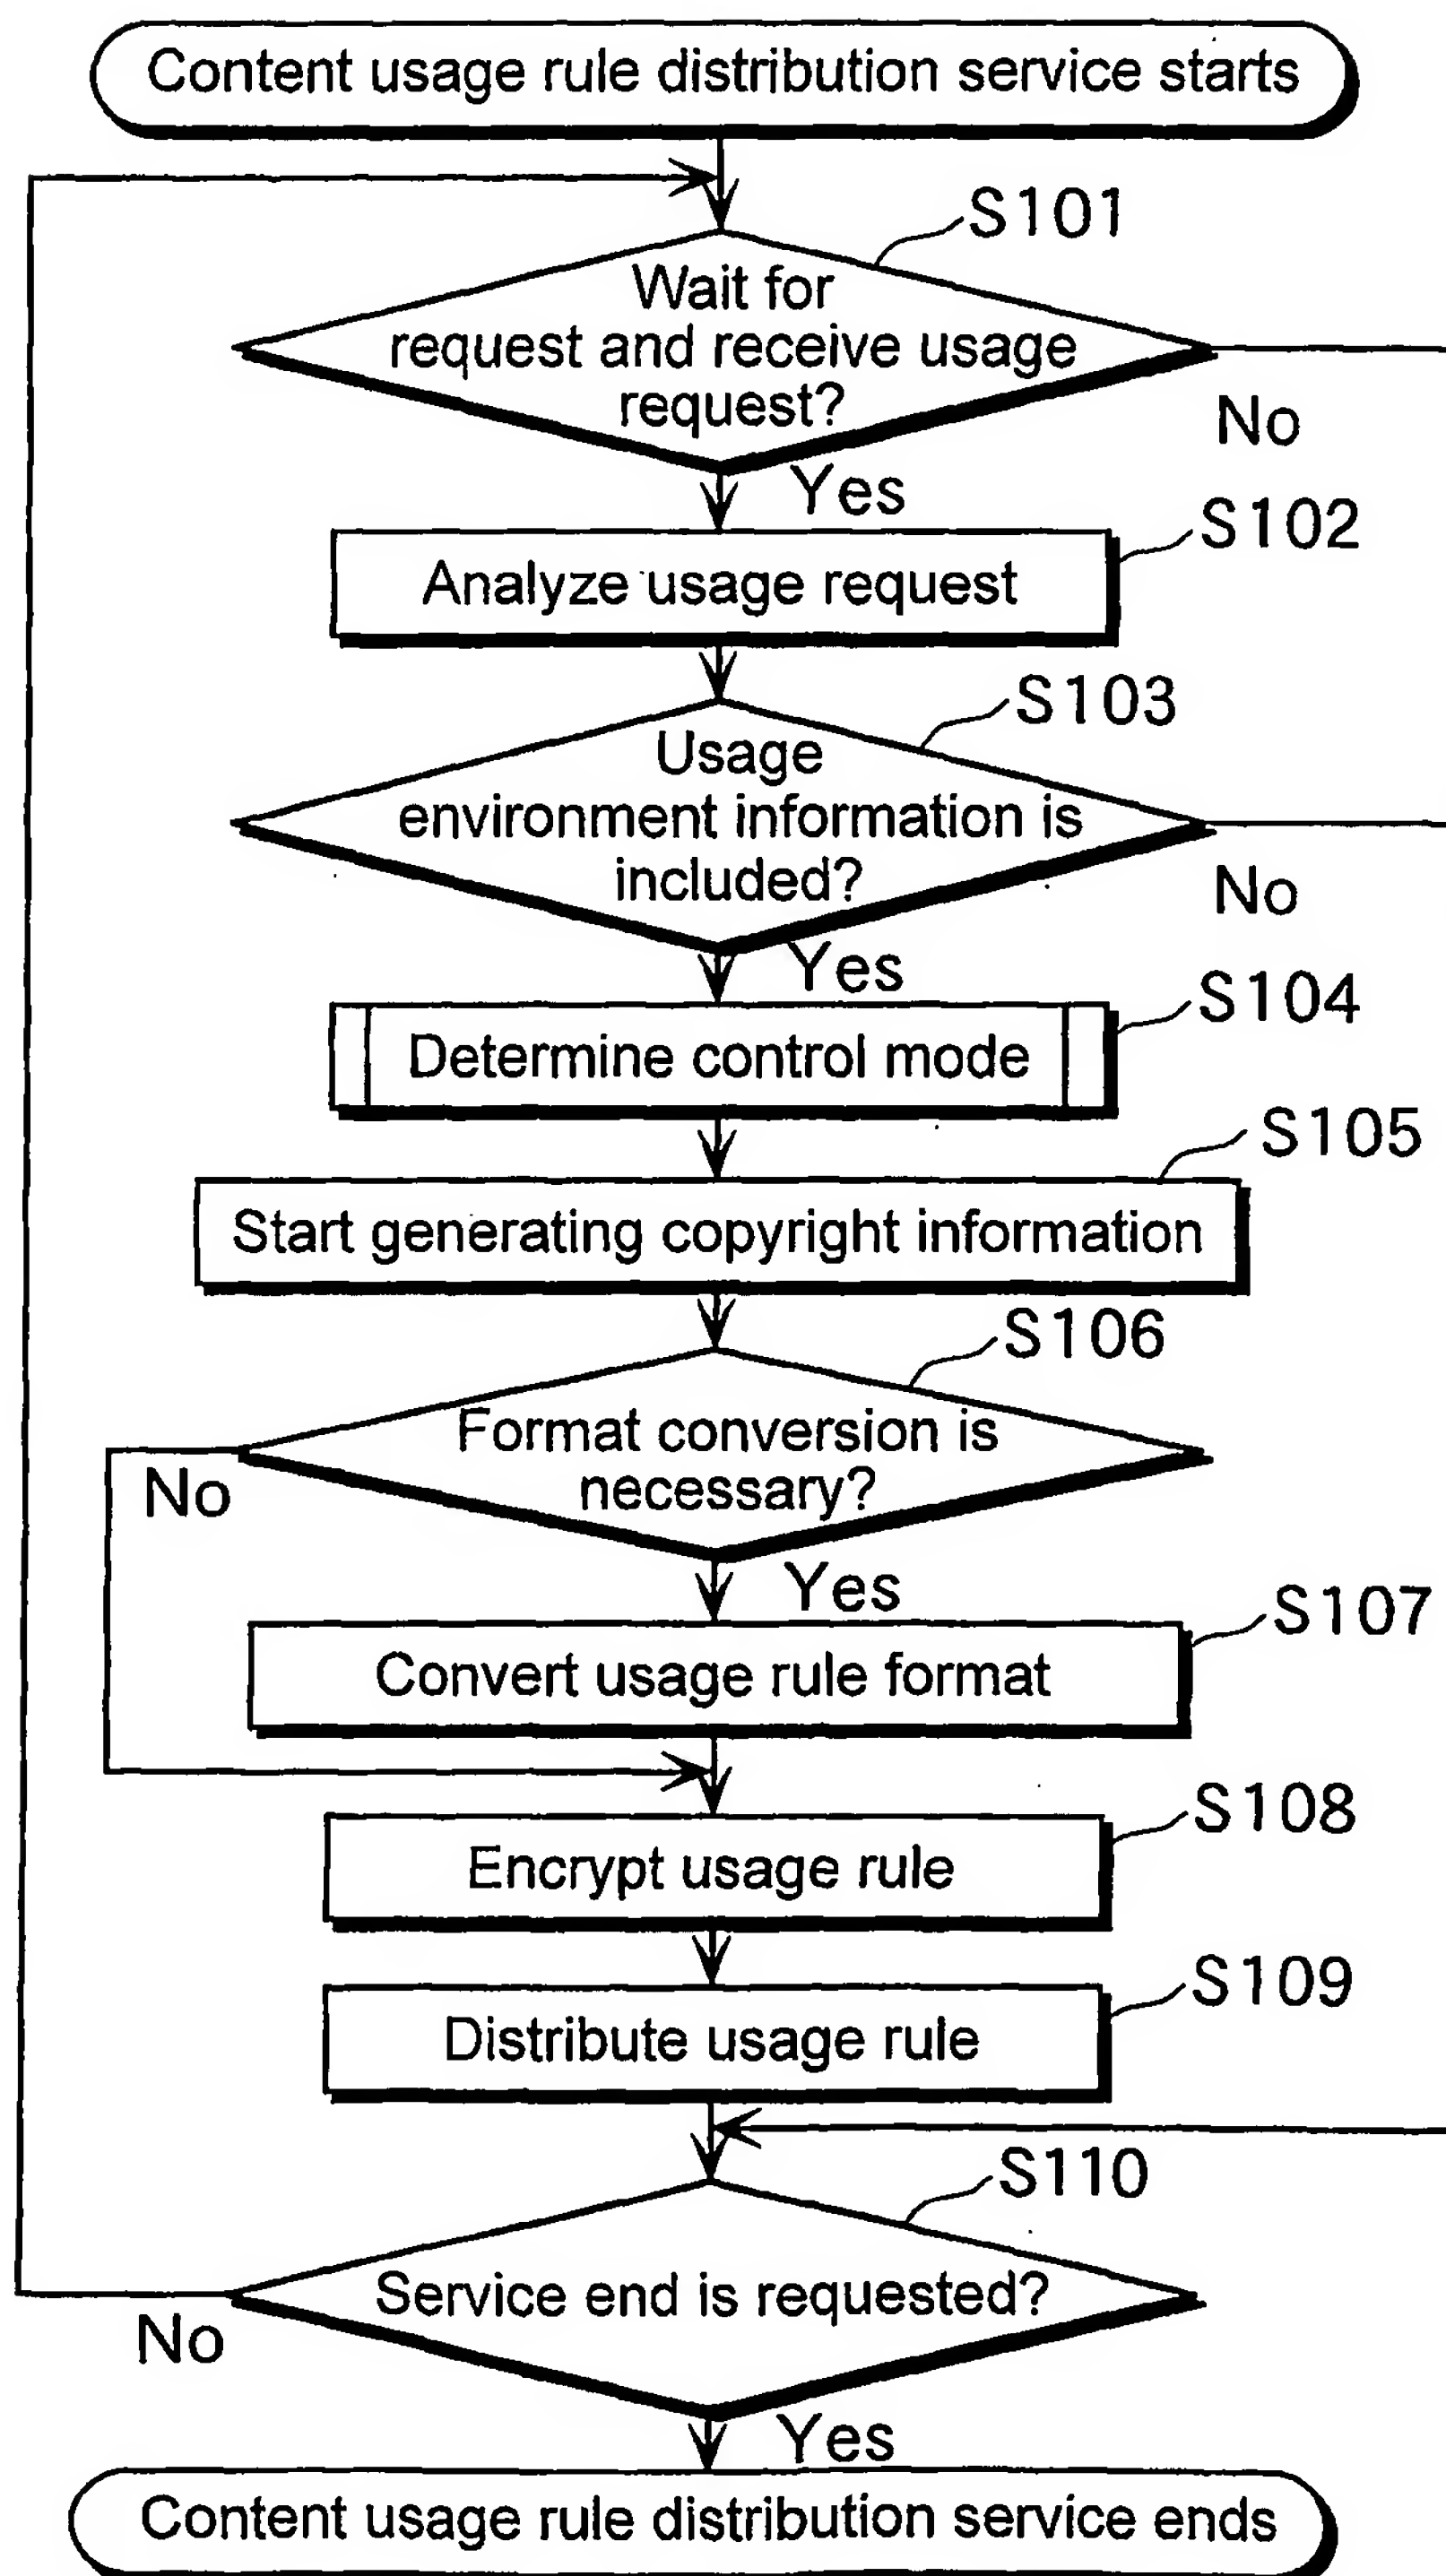 Content usage rule distribution service starts
S101
Wait for
request and receive usage
request?
No
Yes
S102
Analyze usage request
S103
Usage
environment information is
included?
No
Yes
S104
Determine control mode
S105
Start generating copyright information
S106
Format conversion is
necessary?
No
Yes
S107
Convert usage rule format
S108
Encrypt usage rule
S109
Distribute usage rule
S110
Service end is requested?
No
Yes
Content usage rule distribution service ends